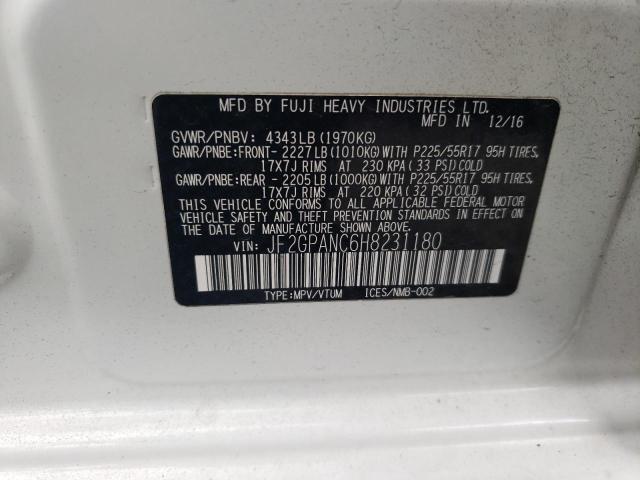 MFD BY FUJI HEAVY INDUSTRIES LTD.
MFD IN 12/16
GVWR/PNBV: 4343LB (1970KG)
GAWR/PNBE:FRONT- 2227LB (1010KG) WITH P225/55R17 95H TIRES,
17X7J RIMS AT 230 KPA ( 33 PSI) COLD
GAWR/PNBE:REAR - 2205LB (1000KG) WITH P225/55R17 95H TIRES,
17X7J RIMS AT 220 KPA ( 32 PSI) COLD
THIS VEHICLE CONFORMS TO ALL APPLICABLE FEDERAL MOTOR
VEHICLE SAFETY AND THEFT PREVENTION STANDARDS IN EFFECT ON
THE DATE OF MANUFACTURE SHOWN ABOVE.
VIN: JF2GPANC6H8231180
TYPE:MPV/VTUM ICES/NMB-002